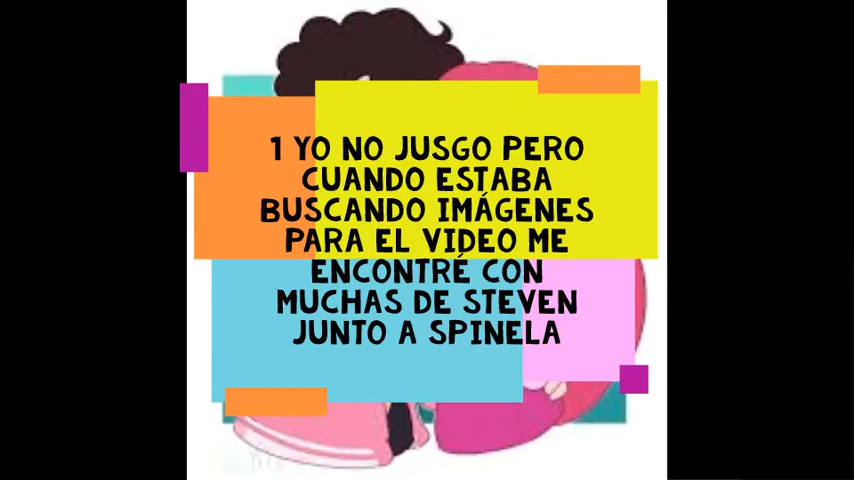 1 YO NO JUSGO PERO
CUANDO ESTABA
BUSCANDO IMÁGENES
PARA EL VIDEO ME
ENCONTRÉ CON
MUCHAS DE STEVEN
JUNTO A SPINELA